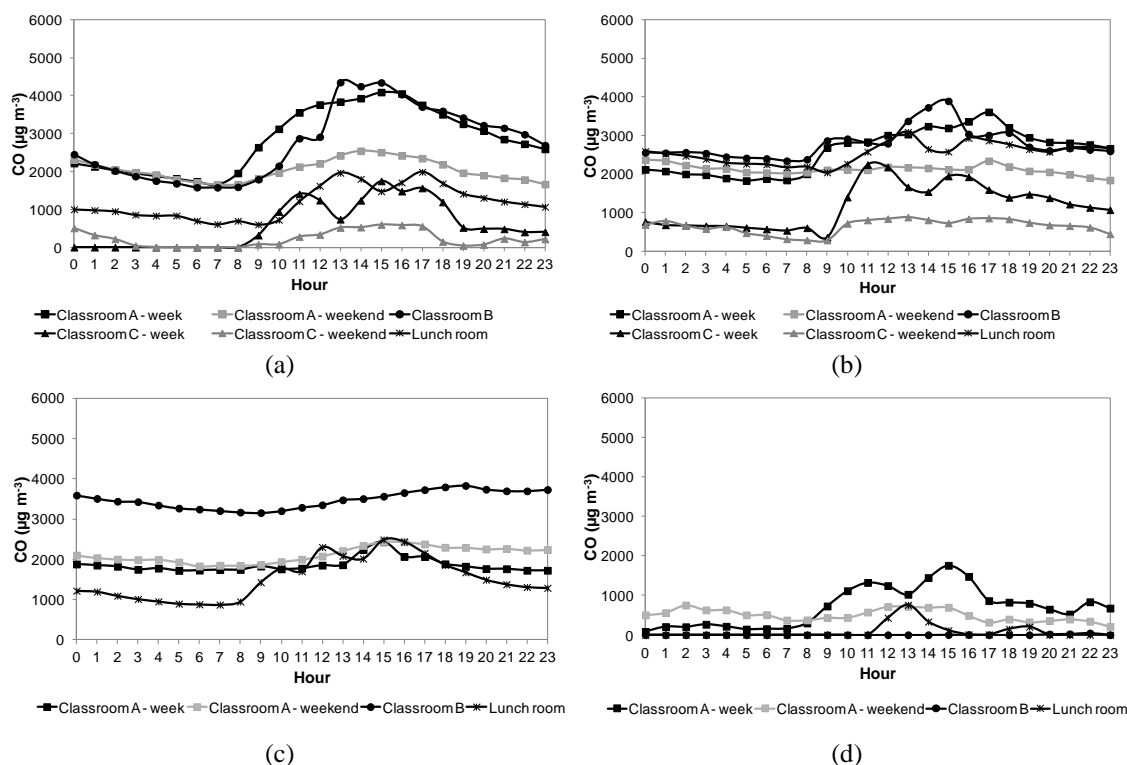 6000
5000
4000
3000
2000
1000
0
CO (µg m-3)
0 1 2 3 4 5 6 7 8 9 10 11 12 13 14 15 16 17 18 19 20 21 22 23
Hour
Classroom A - week Classroom A - weekend Classroom B
Classroom C - week Classroom C - weekend Lunch room
(a)
6000
5000
4000
3000
2000
1000
0
CO (µg m-3)
0 1 2 3 4 5 6 7 8 9 10 11 12 13 14 15 16 17 18 19 20 21 22 23
Hour
Classroom A - week Classroom A - weekend Classroom B
Classroom C - week Classroom C - weekend Lunch room
(b)
6000
5000
4000
3000
2000
1000
0
CO (µg m-3)
0 1 2 3 4 5 6 7 8 9 10 11 12 13 14 15 16 17 18 19 20 21 22 23
Hour
Classroom A - week Classroom A - weekend Classroom B Lunch room
(c)
6000
5000
4000
3000
2000
1000
0
CO (µg m-3)
0 1 2 3 4 5 6 7 8 9 10 11 12 13 14 15 16 17 18 19 20 21 22 23
Hour
Classroom A - week Classroom A - weekend Classroom B Lunch room
(d)